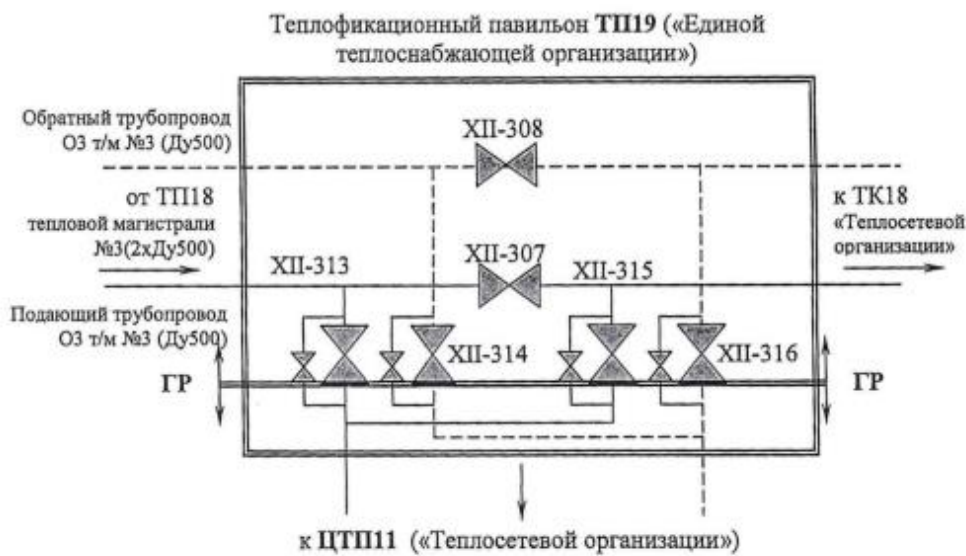 Теплофикационный павильон ТП19 («Единой
теплоснабжающей организации»)
Обратный трубопровод
О3 т/м №3 (Ду500)
XII-308
от ТП18
тепловой магистрали
№3(2хДу500)
к ТК18
«Теплосетевой
организации»
XII-313
XII-307
XII-315
Подающий трубопровод
О3 т/м №3 (Ду500)
XII-314
XII-316
ГР
ГР
к ЦТП11 («Теплосетевой организации»)